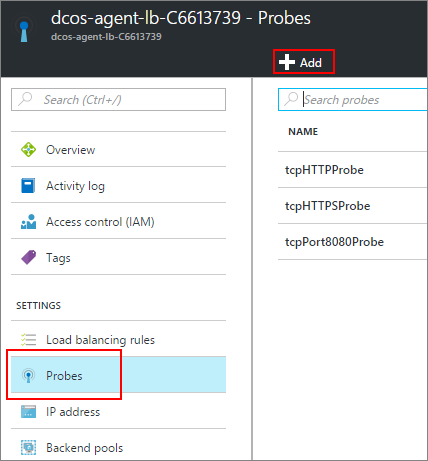 dcos-agent-lb-C6613739 - Probes
dcos-agent-lb-C6613739
Add
Search (Ctrl+/)
Overview
Activity log
Access control (IAM)
Tags
SETTINGS
Load balancing rules
Probes
IP address
Backend pools
Search probes
NAME
tcpHTTPProbe
tcpHTTPSProbe
tcpPort8080Probe